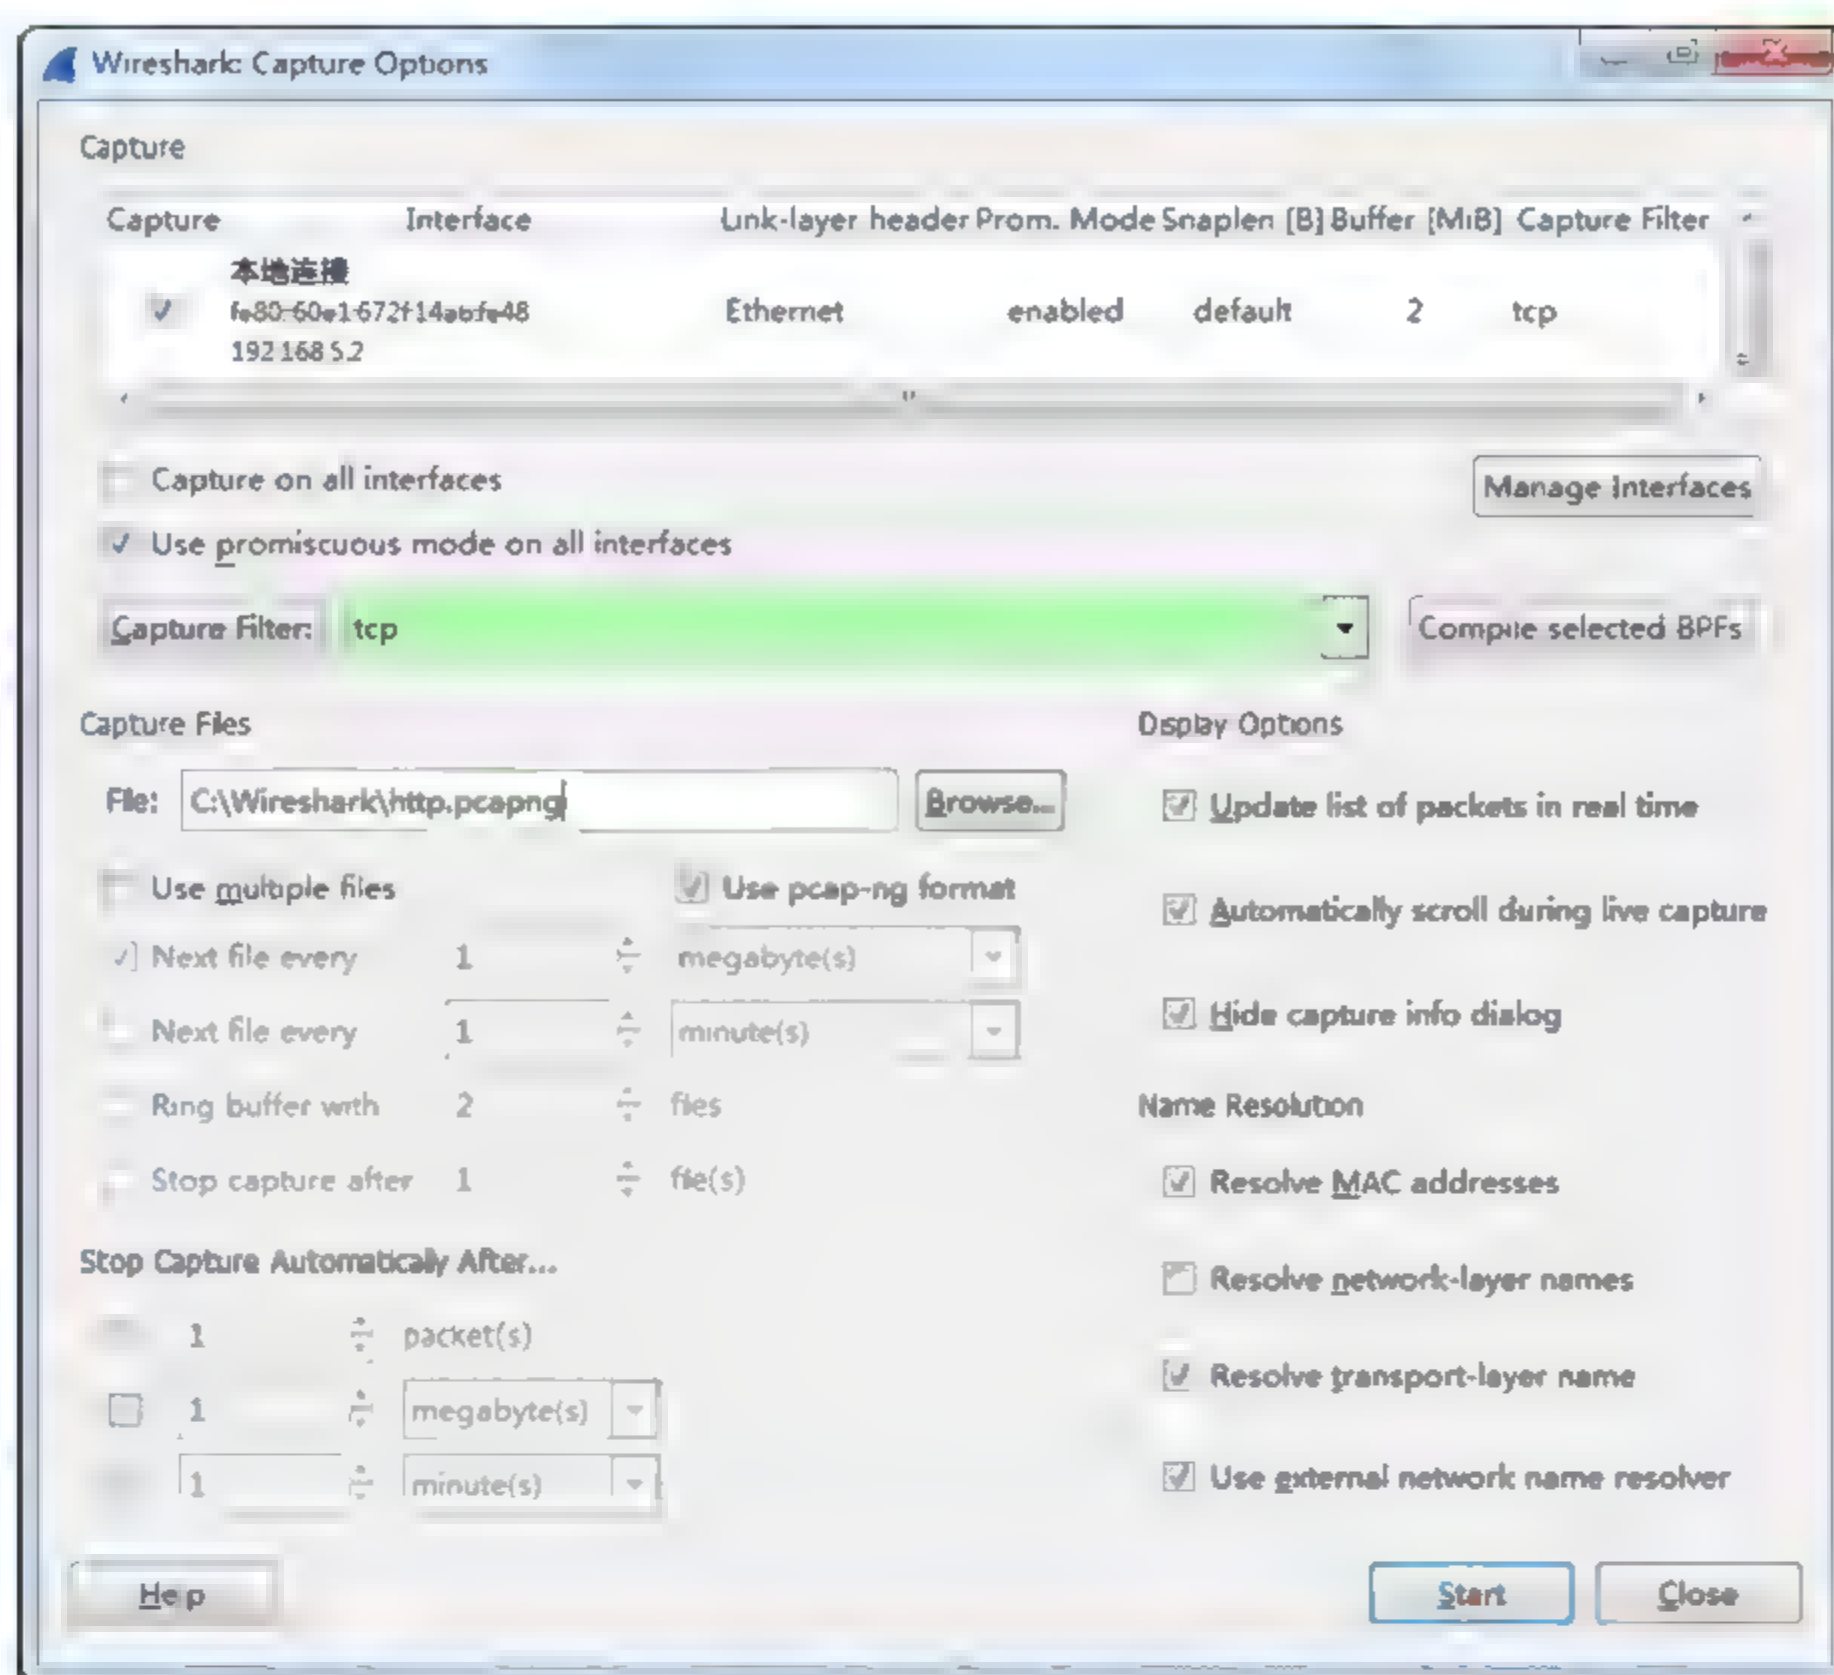 Wireshark: Capture Options
Capture
Capture Interface Link-layer header Prom. Mode Snaplen [B] Buffer [MiB] Capture Filter
本地连接
Ethernet enabled default 2 tcp
192.168.5.2
Capture on all interfaces
Manage Interfaces
Use promiscuous mode on all interfaces
Capture Filter: tcp Compile selected BPFs
Capture Files
Display Options
File: C:\Wireshark\http.pcapng Browse...
Update list of packets in real time
Use multiple files Use pcap-ng format
Automatically scroll during live capture
Next file every 1 megabyte(s)
Next file every 1 minute(s)
Hide capture info dialog
Ring buffer with 2 files
Name Resolution
Stop capture after 1 file(s)
Resolve MAC addresses
Stop Capture Automatically After...
Resolve network-layer names
1 packet(s)
Resolve transport-layer name
1 megabyte(s)
1 minute(s)
Use external network name resolver
Help Start Close